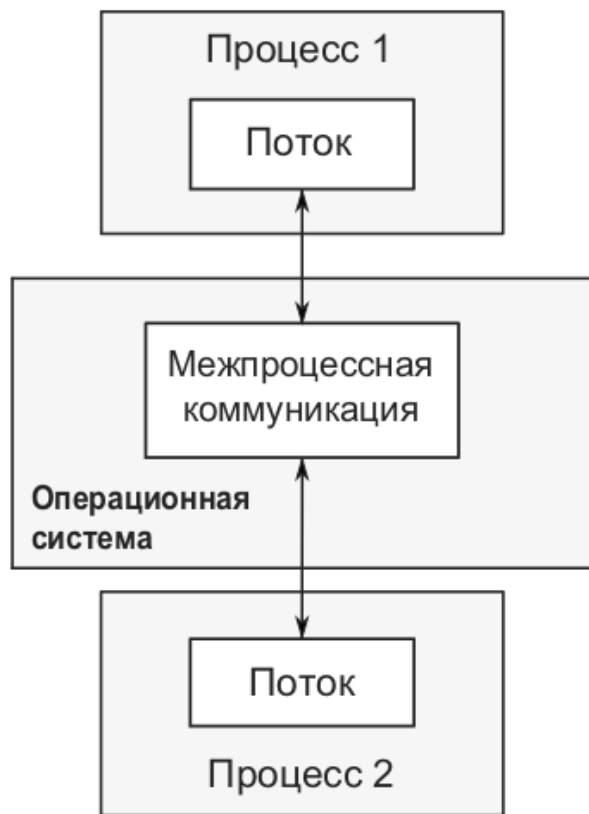 Процесс 1
Поток
Межпроцессная
коммуникация
Операционная
система
Поток
Процесс 2